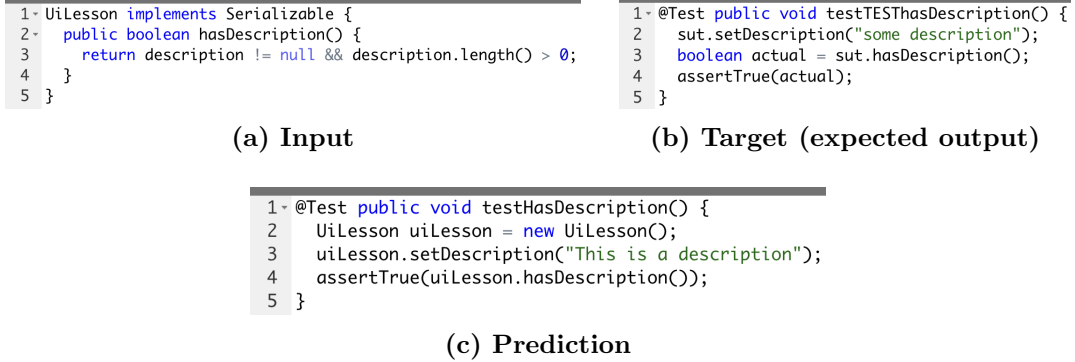 1 UiLesson implements Serializable {
2 public boolean hasDescription() {
3 return description != null && description.length() > 0;
4 }
5 }
(a) Input
1 @Test public void testTESThasDescription() {
2 sut.setDescription("some description");
3 boolean actual = sut.hasDescription();
4 assertTrue(actual);
5 }
(b) Target (expected output)
1 @Test public void testHasDescription() {
2 UiLesson uiLesson = new UiLesson();
3 uiLesson.setDescription("This is a description");
4 assertTrue(uiLesson.hasDescription());
5 }
(c) Prediction